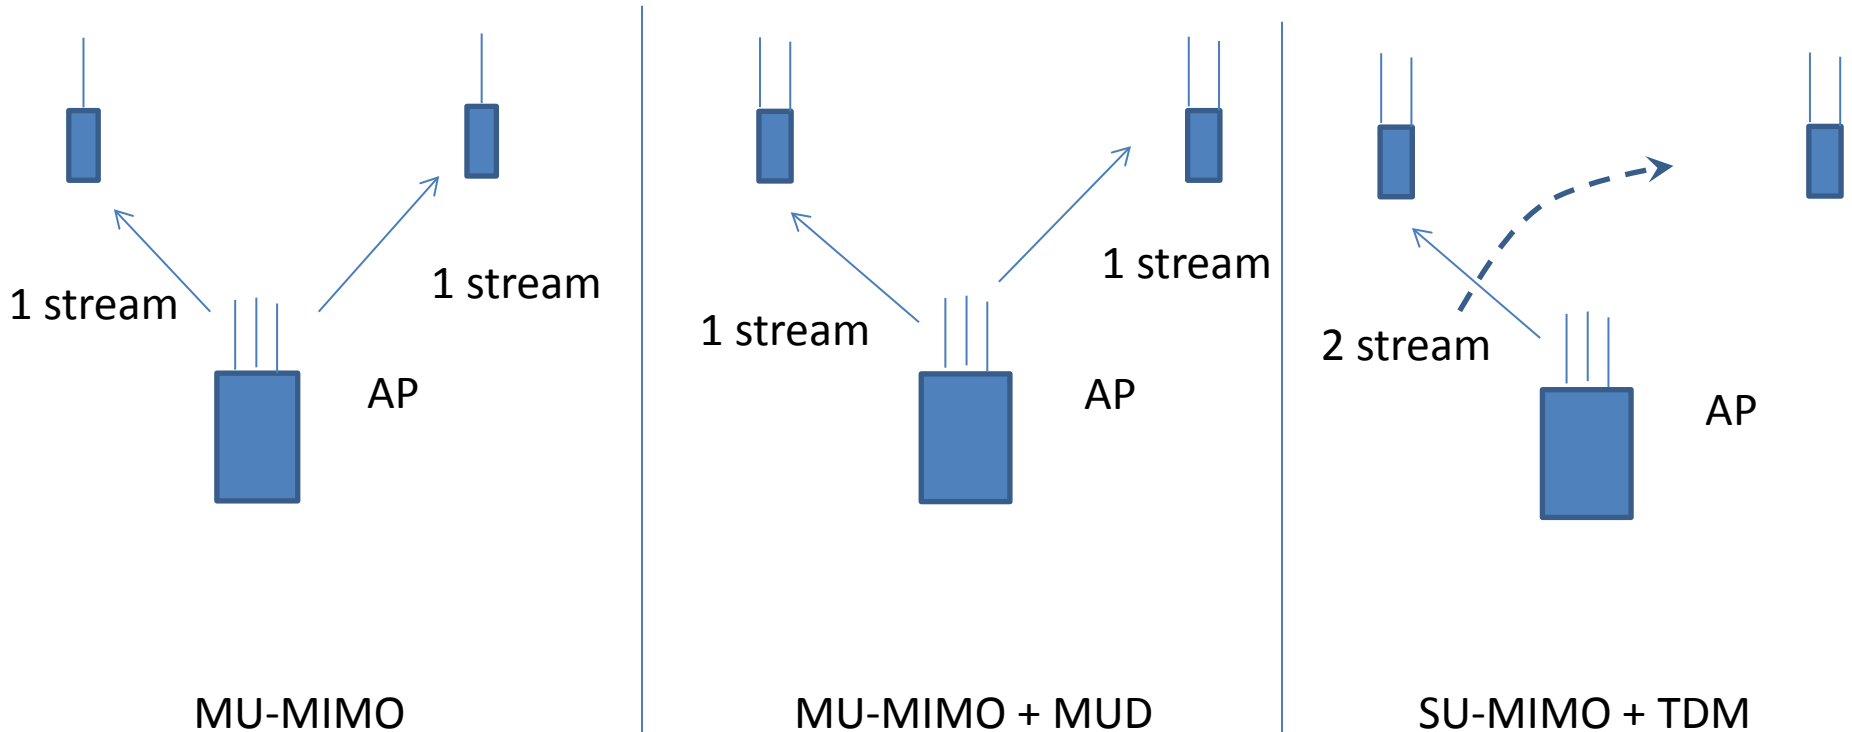 1 stream
1 stream
AP
MU-MIMO
1 stream
1 stream
AP
MU-MIMO + MUD
2 stream
AP
SU-MIMO + TDM